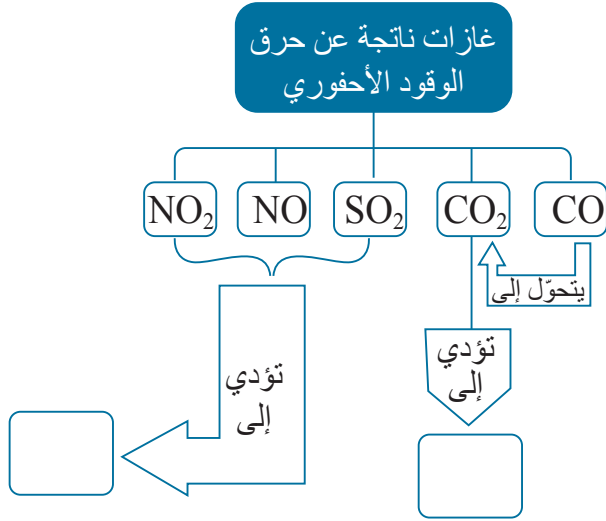 غازات ناتجة عن حرق
الوقود الأحفوري
CO
CO₂
SO₂
NO
NO₂
يتحوّل إلى
تؤدي
إلى
تؤدي
إلى